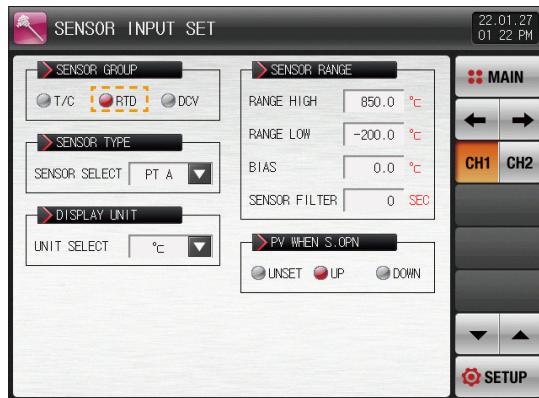 SENSOR INPUT SET
22.01.27
01 22 PM
SENSOR GROUP
T/C RTD DCV
SENSOR TYPE
SENSOR SELECT PT A
DISPLAY UNIT
UNIT SELECT ℃
SENSOR RANGE
RANGE HIGH 850.0 ℃
RANGE LOW -200.0 ℃
BIAS 0.0 ℃
SENSOR FILTER 0 SEC
PV WHEN S.OPN
UNSET UP DOWN
MAIN
CH1 CH2
SETUP